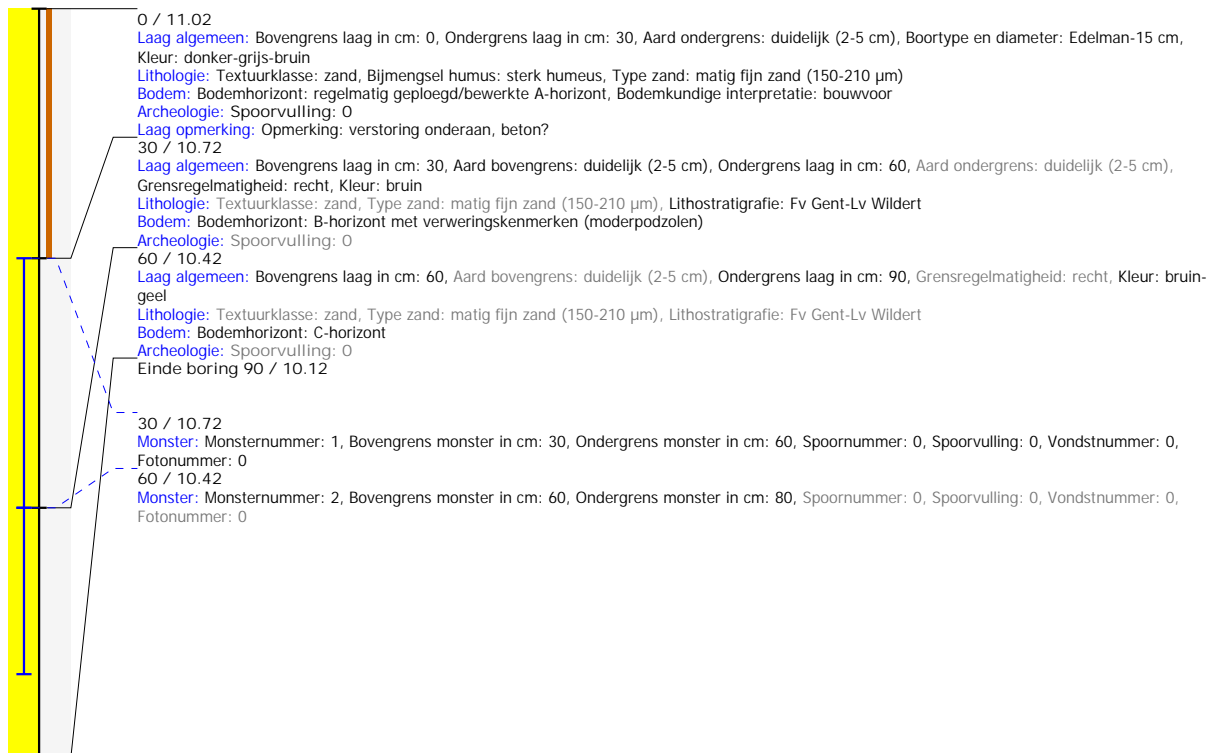 0 / 11.02
Laag algemeen: Bovengrens laag in cm: 0, Ondergrens laag in cm: 30, Aard ondergrens: duidelijk (2-5 cm), Boortype en diameter: Edelman-15 cm,
Kleur: donker-grijs-bruin
Lithologie: Textuurklasse: zand, Bijmengsel humus: sterk humeus, Type zand: matig fijn zand (150-210 µm)
Bodem: Bodemhorizont: regelmatig geploegd/bewerkte A-horizont, Bodemkundige interpretatie: bouwvoor
Archeologie: Spoorvulling: 0
Laag opmerking: Opmerking: verstoring onderaan, beton?
30 / 10.72
Laag algemeen: Bovengrens laag in cm: 30, Aard bovengrens: duidelijk (2-5 cm), Ondergrens laag in cm: 60, Aard ondergrens: duidelijk (2-5 cm),
Grensregelmatigheid: recht, Kleur: bruin
Lithologie: Textuurklasse: zand, Type zand: matig fijn zand (150-210 µm), Lithostratigrafie: Fv Gent-Lv Wildert
Bodem: Bodemhorizont: B-horizont met verweringskenmerken (moderpodzolen)
Archeologie: Spoorvulling: 0
60 / 10.42
Laag algemeen: Bovengrens laag in cm: 60, Aard bovengrens: duidelijk (2-5 cm), Ondergrens laag in cm: 90, Grensregelmatigheid: recht, Kleur: bruin-
geel
Lithologie: Textuurklasse: zand, Type zand: matig fijn zand (150-210 µm), Lithostratigrafie: Fv Gent-Lv Wildert
Bodem: Bodemhorizont: C-horizont
Archeologie: Spoorvulling: 0
Einde boring 90 / 10.12
30 / 10.72
Monster: Monsternummer: 1, Bovengrens monster in cm: 30, Ondergrens monster in cm: 60, Spoornummer: 0, Spoorvulling: 0, Vondstnummer: 0,
Fotonummer: 0
60 / 10.42
Monster: Monsternummer: 2, Bovengrens monster in cm: 60, Ondergrens monster in cm: 80, Spoornummer: 0, Spoorvulling: 0, Vondstnummer: 0,
Fotonummer: 0